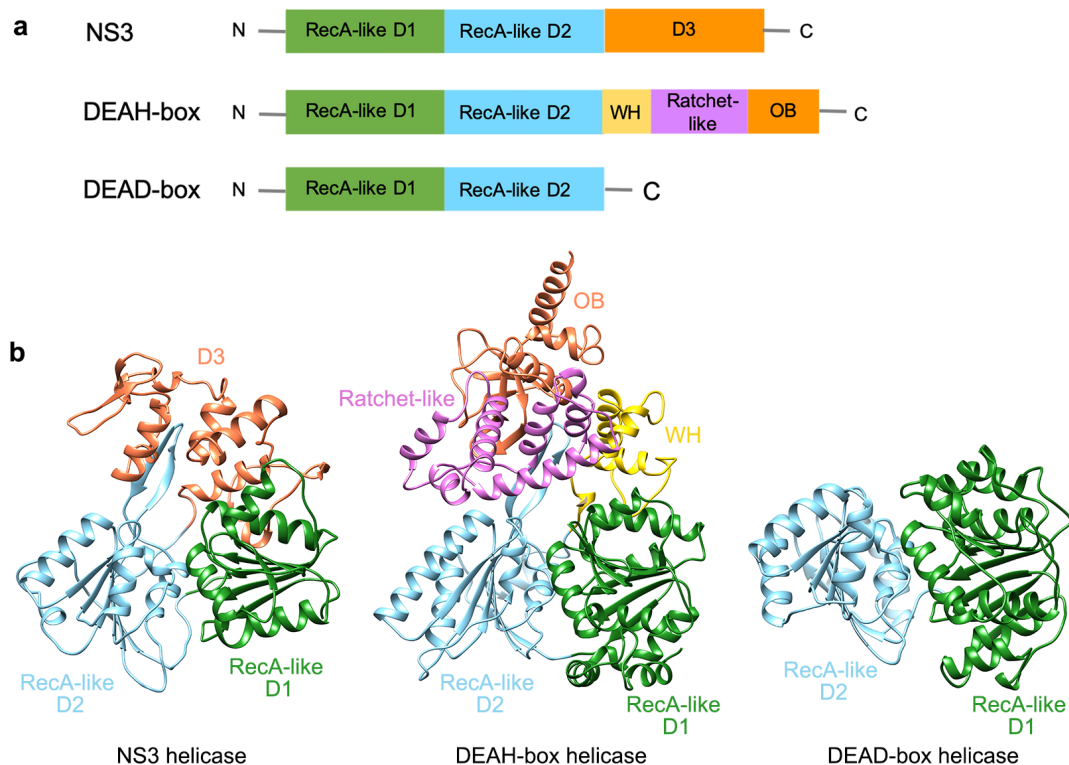 a
NS3
N
RecA-like D1
RecA-like D2
D3
C
DEAH-box
N
RecA-like D1
RecA-like D2
WH
Ratchet-
like
OB
C
DEAD-box
N
RecA-like D1
RecA-like D2
C
b
D3
RecA-like
D2
RecA-like
D1
NS3 helicase
OB
Ratchet-like
WH
RecA-like
D2
RecA-like
D1
DEAH-box helicase
RecA-like
D2
RecA-like
D1
DEAD-box helicase